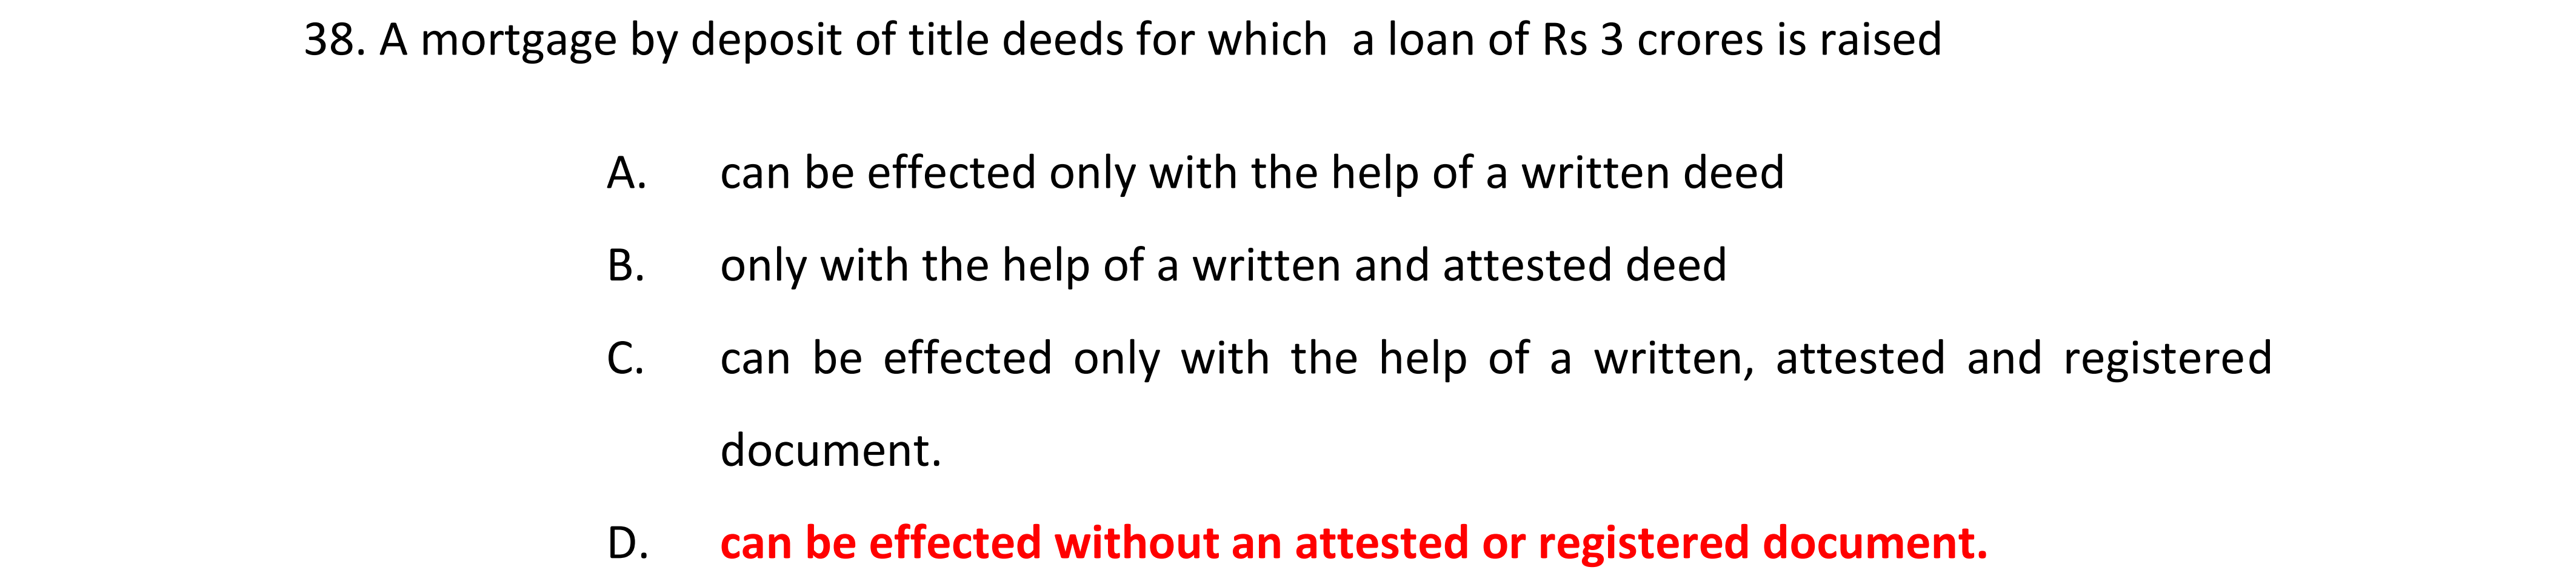 38. A mortgage by deposit of title deeds for which a loan of Rs 3 crores is raised
A. can be effected only with the help of a written deed
B. only with the help of a written and attested deed
C. can be effected only with the help of a written, attested and registered
document.
D. can be effected without an attested or registered document.